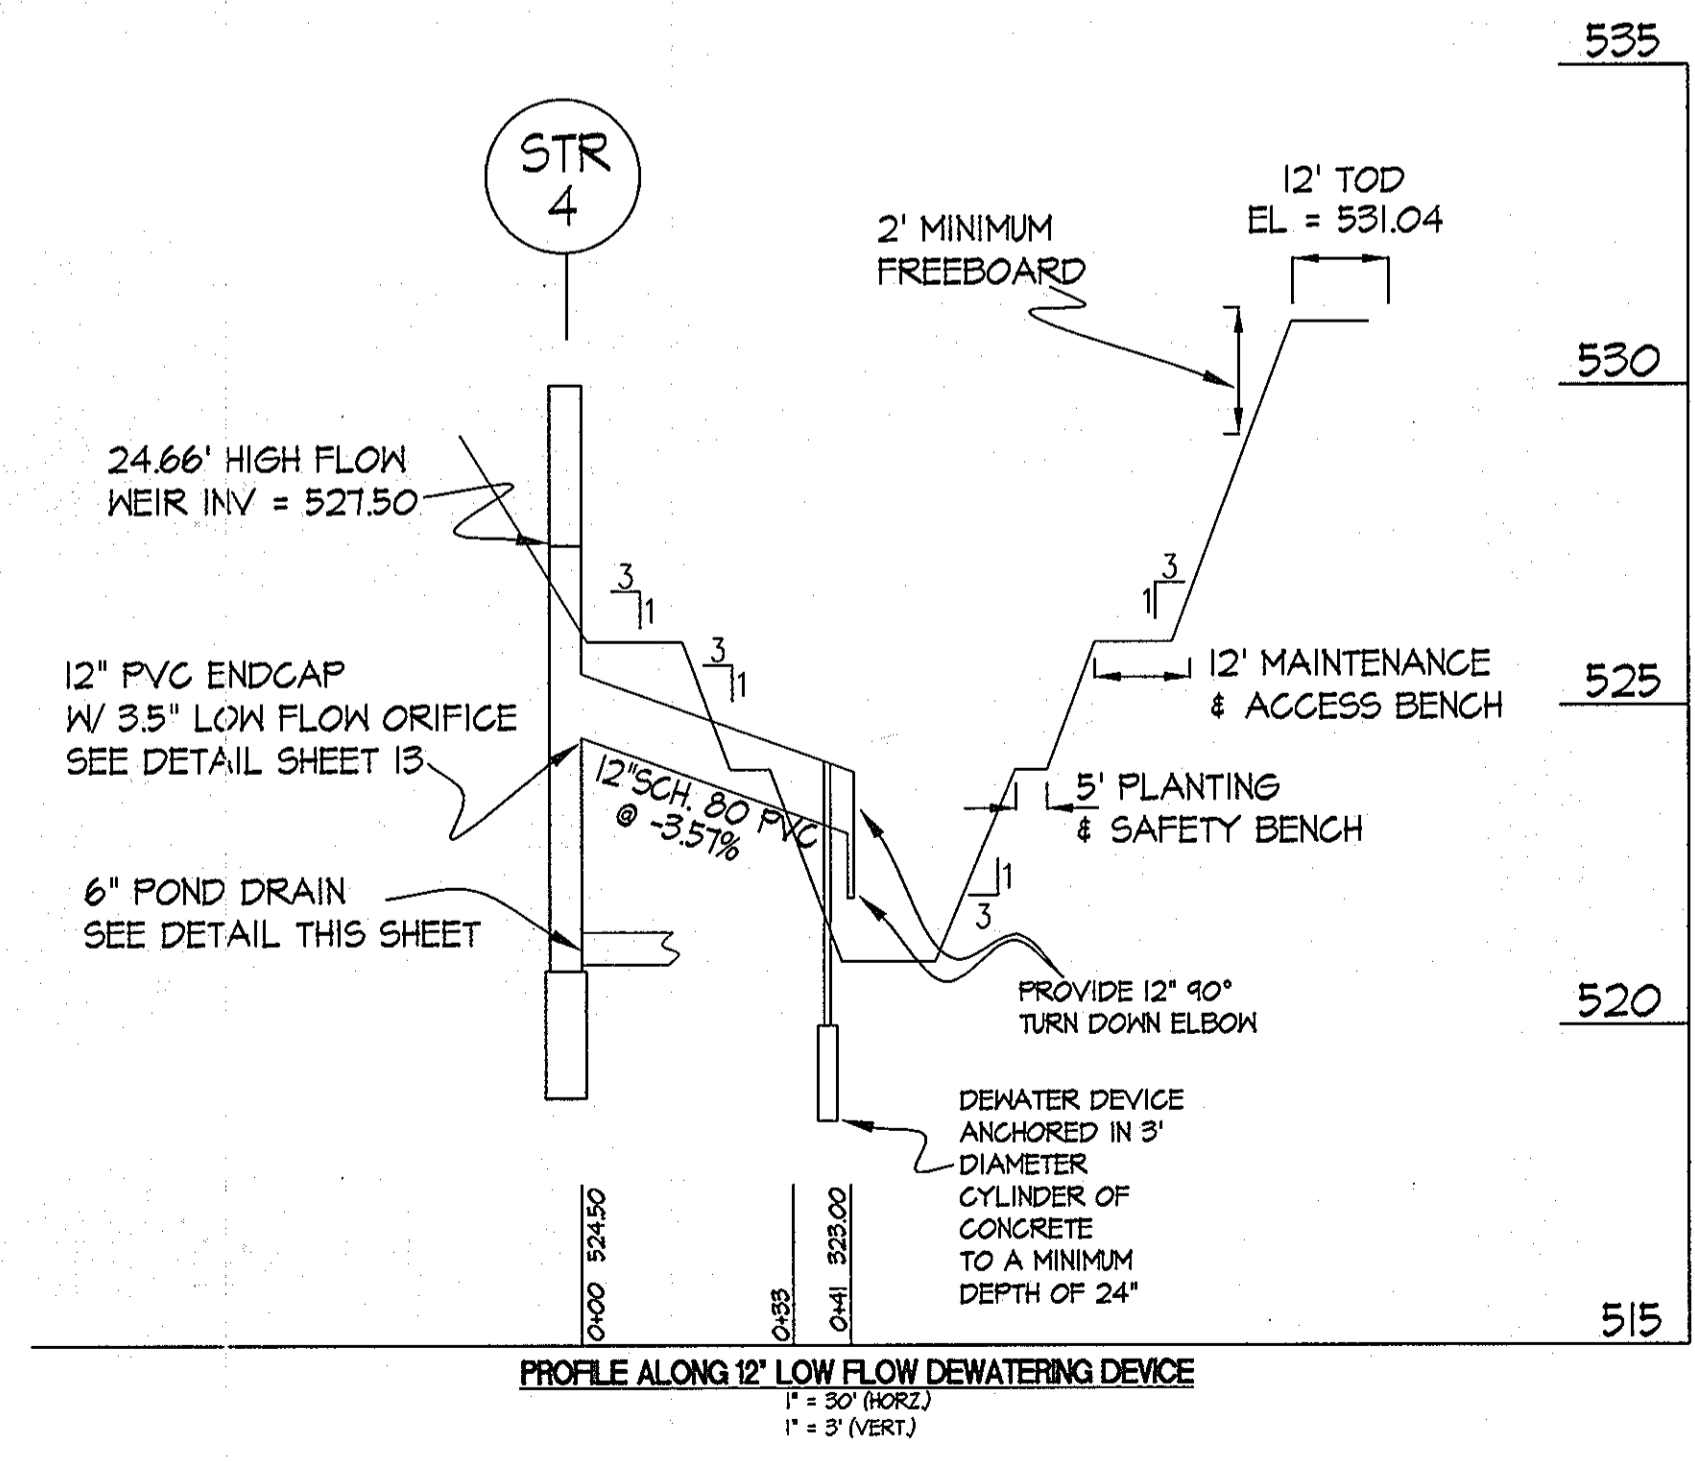 535
STR
4
12' TOD
EL = 531.04
2' MINIMUM
FREEBOARD
530
24.66' HIGH FLOW
WEIR INV = 527.50
3
1
3
1
3
1
12" PVC ENDCAP
W/ 3.5" LOW FLOW ORIFICE
SEE DETAIL SHEET 13
12' MAINTENANCE
& ACCESS BENCH
525
12"SCH. 80 PVC
@ -3.57%
5' PLANTING
& SAFETY BENCH
6" POND DRAIN
SEE DETAIL THIS SHEET
1
3
PROVIDE 12" 90°
TURN DOWN ELBOW
520
DEWATER DEVICE
ANCHORED IN 3'
DIAMETER
CYLINDER OF
CONCRETE
TO A MINIMUM
DEPTH OF 24"
0+00 524.50
0+33
0+41 323.00
515
PROFILE ALONG 12" LOW FLOW DEWATERING DEVICE
1" = 30' (HORZ.)
1" = 3' (VERT.)